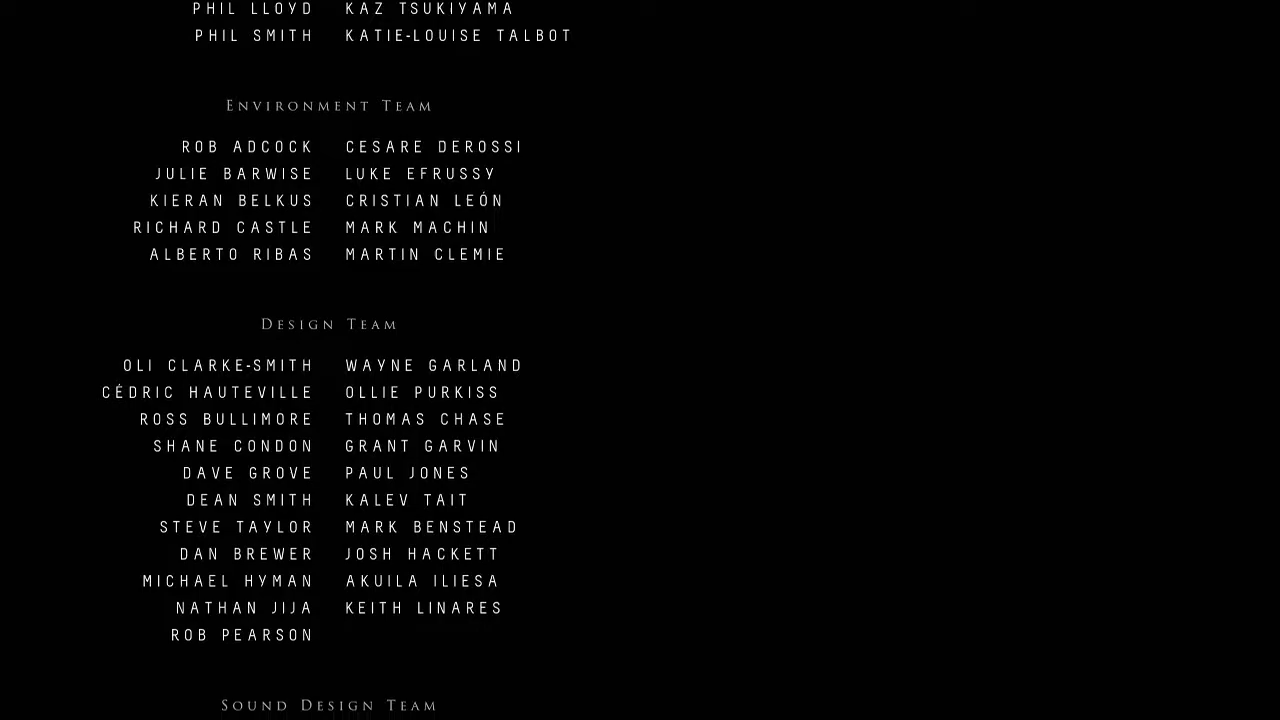 PHIL LLOYD KAZ TSUKIYAMA
PHIL SMITH KATIE-LOUISE TALBOT
ENVIRONMENT TEAM
ROB ADCOCK CESARE DEROSSI
JULIE BARWISE LUKE EFRUSSY
KIERAN BELKUS CRISTIAN LEÓN
RICHARD CASTLE MARK MACHIN
ALBERTO RIBAS MARTIN CLEMIE
DESIGN TEAM
OLI CLARKE-SMITH WAYNE GARLAND
CÉDRIC HAUTEVILLE OLLIE PURKISS
ROSS BULLIMORE THOMAS CHASE
SHANE CONDON GRANT GARVIN
DAVE GROVE PAUL JONES
DEAN SMITH KALEV TAIT
STEVE TAYLOR MARK BENSTEAD
DAN BREWER JOSH HACKETT
MICHAEL HYMAN AKUILA ILIESA
NATHAN JIJA KEITH LINARES
ROB PEARSON
SOUND DESIGN TEAM